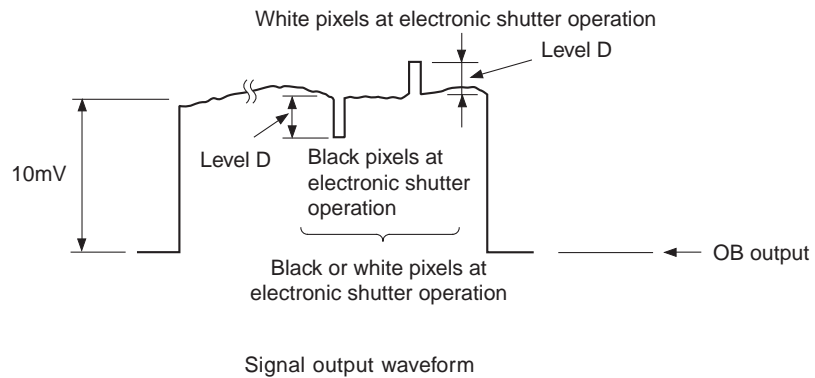 White pixels at electronic shutter operation
Level D
10mV
Level D
Black pixels at
electronic shutter
operation
OB output
Black or white pixels at
electronic shutter operation
Signal output waveform